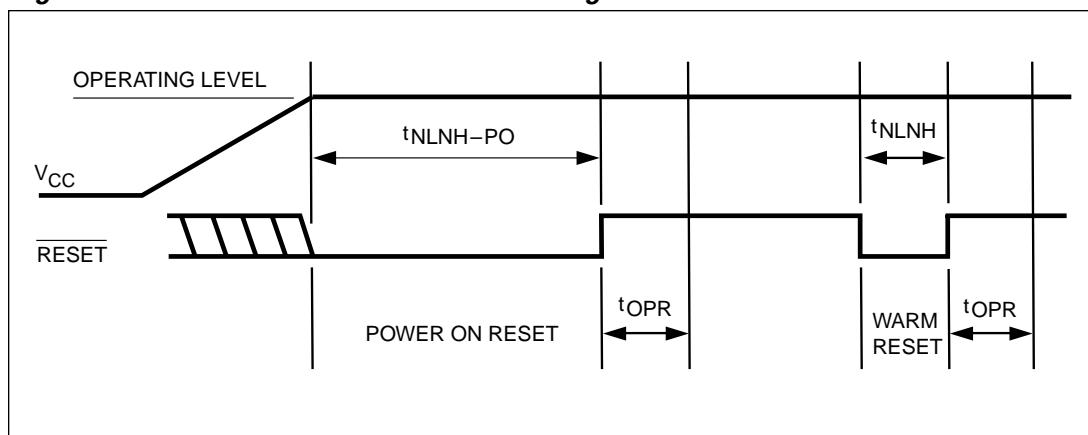 OPERATING LEVEL
tNLNH–PO
tNLNH
VCC
RESET
tOPR
tOPR
POWER ON RESET
WARM
RESET